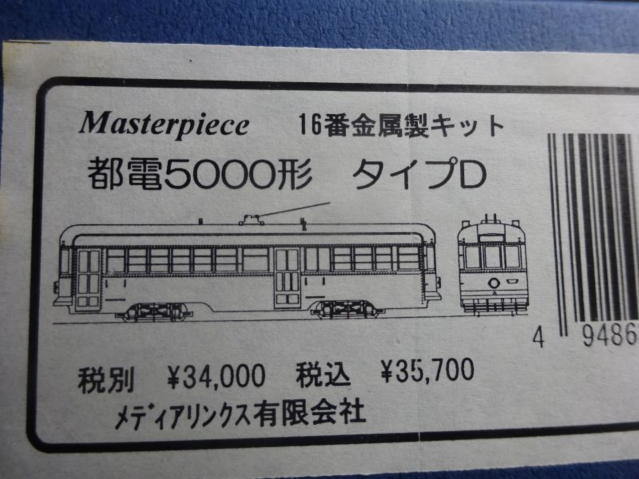 Masterpiece 16番金属製キット
都電5000形 タイプD
税別 ¥34,000 税込 ¥35,700
メディアリンクス有限会社
4 9486